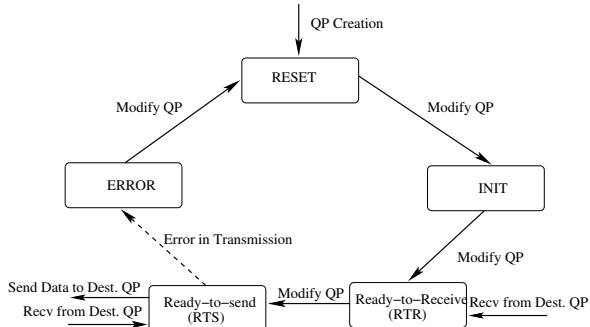 QP Creation
RESET
Modify QP
Modify QP
ERROR
INIT
Error in Transmission
Modify QP
Send Data to Dest. QP
Ready-to-send
(RTS)
Modify QP
Ready-to-Receive
(RTR)
Recv from Dest. QP
Recv from Dest. QP